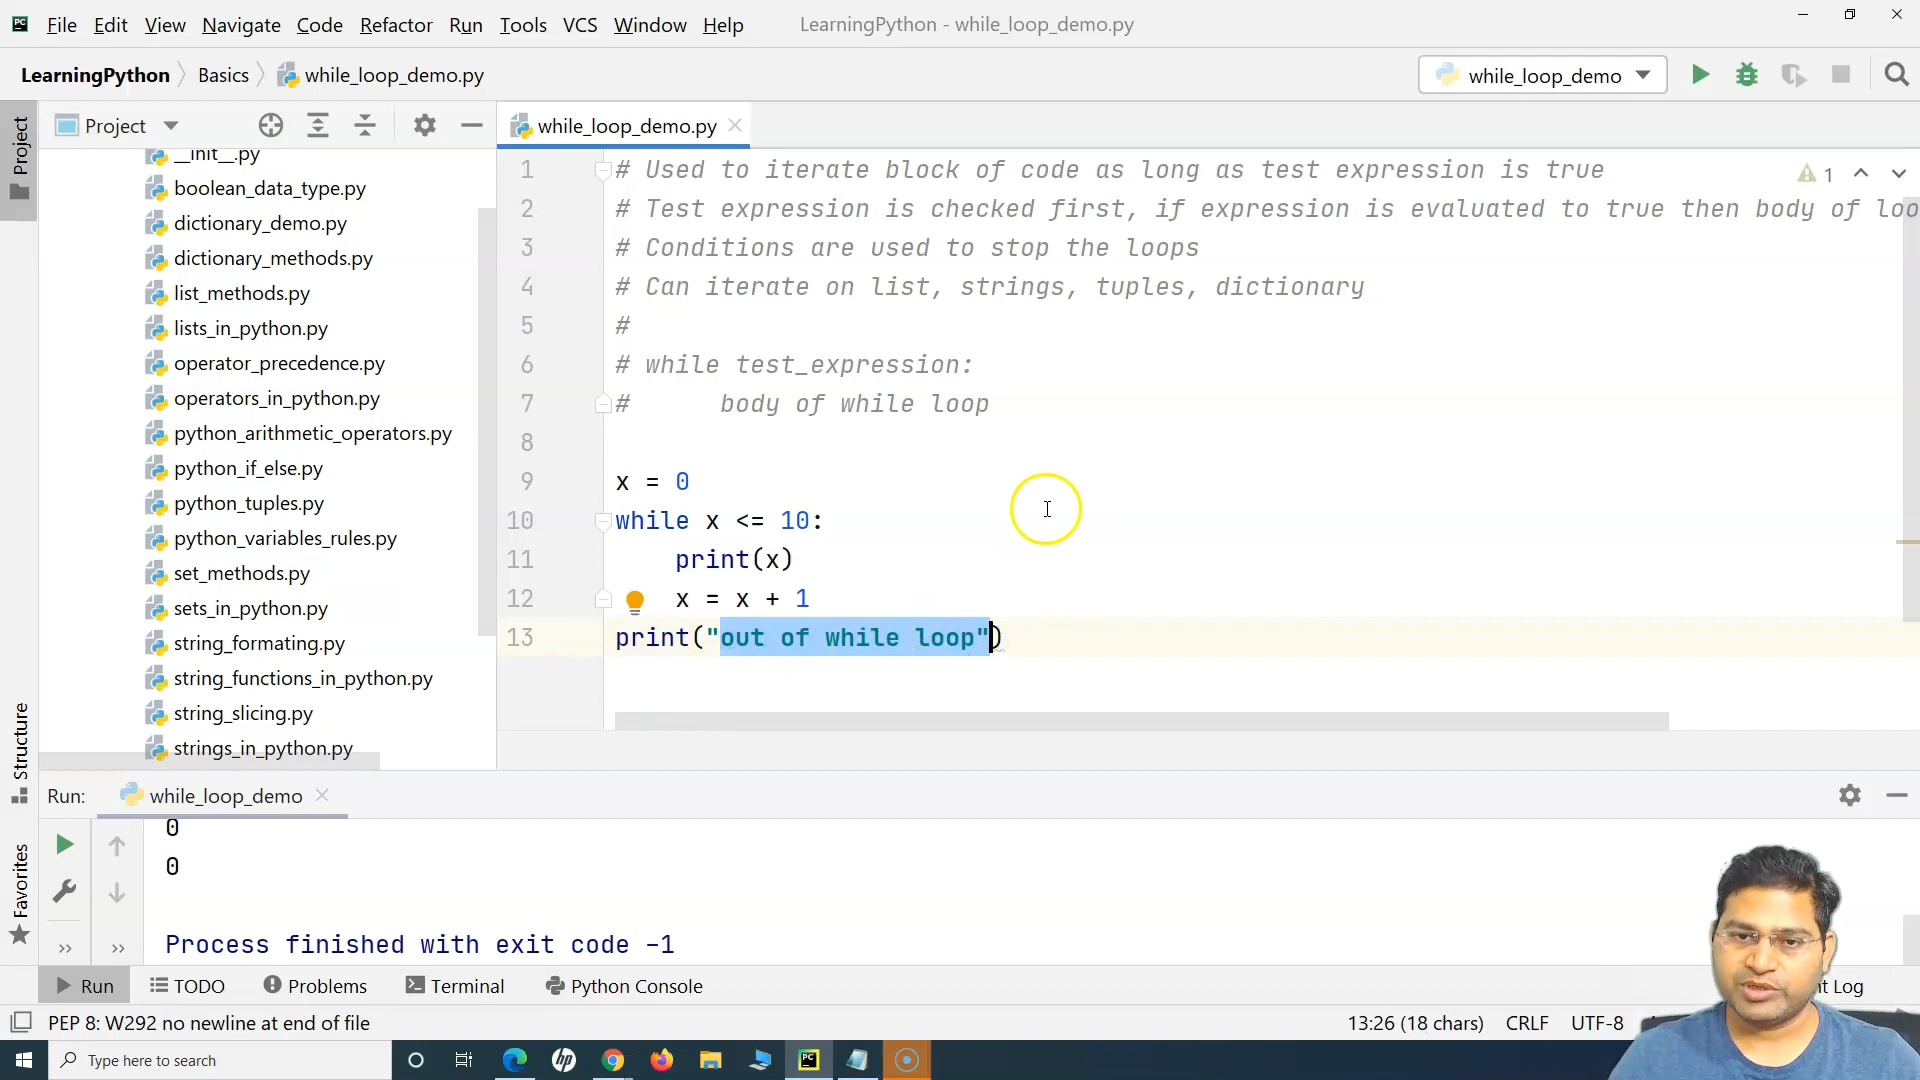 File Edit View Navigate Code Refactor Run Tools VCS Window Help LearningPython - while_loop_demo.py
LearningPython Basics while_loop_demo.py while_loop_demo
Project while_loop_demo.py
Project
__init__.py
boolean_data_type.py
dictionary_demo.py
dictionary_methods.py
list_methods.py
lists_in_python.py
operator_precedence.py
operators_in_python.py
python_arithmetic_operators.py
python_if_else.py
python_tuples.py
python_variables_rules.py
set_methods.py
sets_in_python.py
string_formating.py
string_functions_in_python.py
string_slicing.py
strings_in_python.py
1 # Used to iterate block of code as long as test expression is true
2 # Test expression is checked first, if expression is evaluated to true then body of loo
3 # Conditions are used to stop the loops
4 # Can iterate on list, strings, tuples, dictionary
5 #
6 # while test_expression:
7 # body of while loop
8
9 x = 0
10 while x <= 10:
11 print(x)
12 x = x + 1
13 print("out of while loop")
1
Structure
Favorites
Run: while_loop_demo
0
0
Process finished with exit code -1
Run TODO Problems Terminal Python Console t Log
PEP 8: W292 no newline at end of file 13:26 (18 chars) CRLF UTF-8
Type here to search hp PC